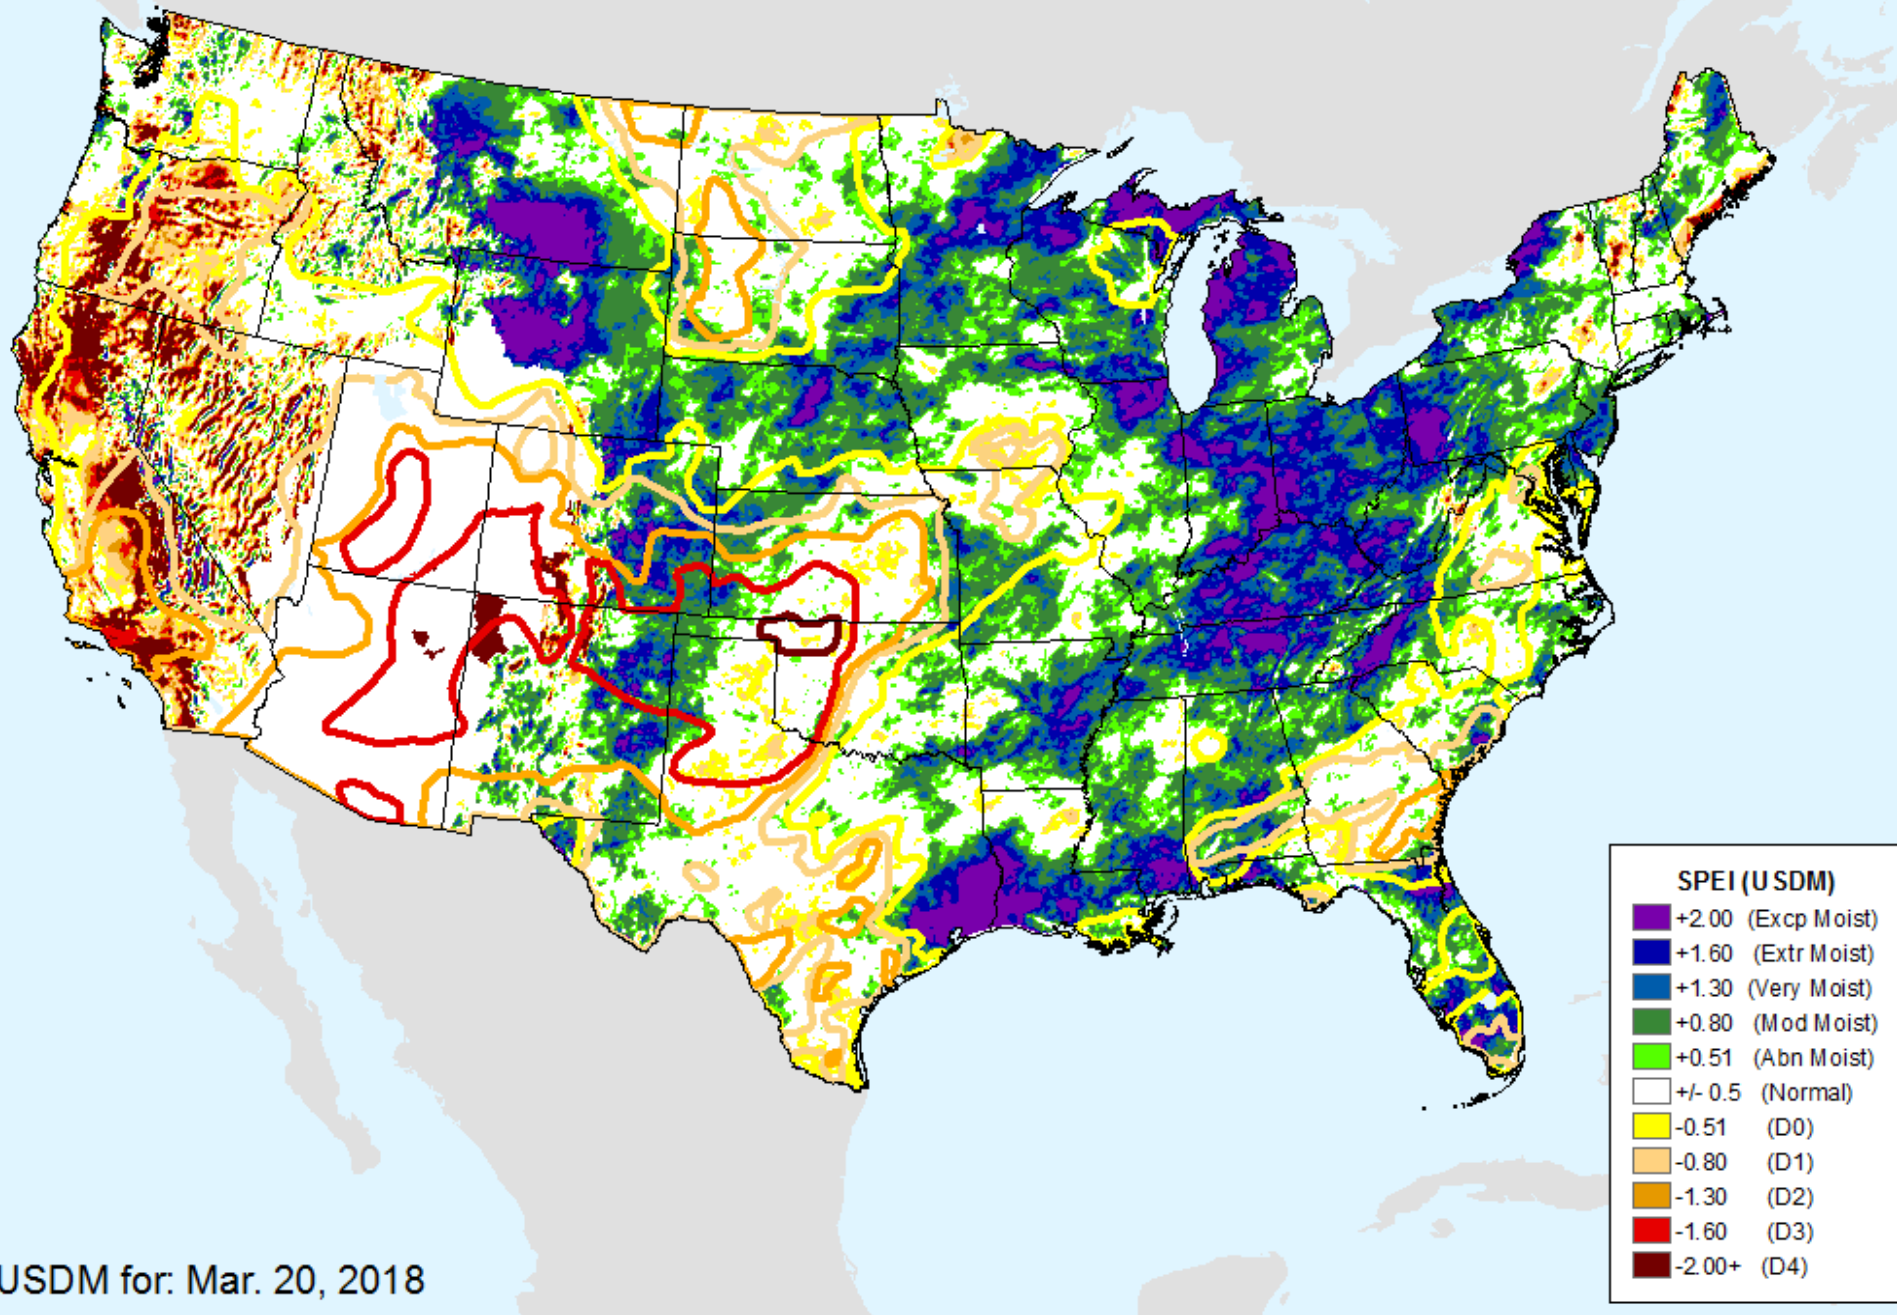 SPEI (USDM)
+2.00 (Excp Moist)
+1.60 (Extr Moist)
+1.30 (Very Moist)
+0.80 (Mod Moist)
+0.51 (Abn Moist)
+/- 0.5 (Normal)
-0.51 (D0)
-0.80 (D1)
-1.30 (D2)
-1.60 (D3)
-2.00+ (D4)
USDM for: Mar. 20, 2018